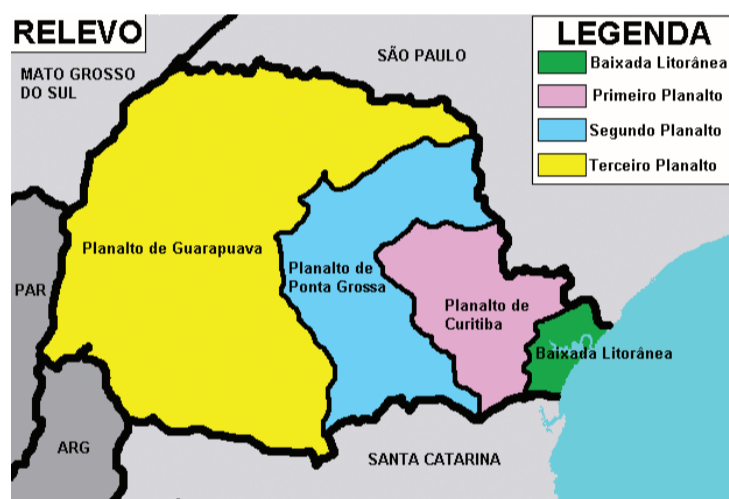 RELEVO
MATO GROSSO
DO SUL
SÃO PAULO
LEGENDA
Baixada Litorânea
Primeiro Planalto
Segundo Planalto
Terceiro Planalto
Planalto de Guarapuava
Planalto de
Ponta Grossa
PAR
Planalto de
Curitiba
Baixada Litorânea
ARG
SANTA CATARINA